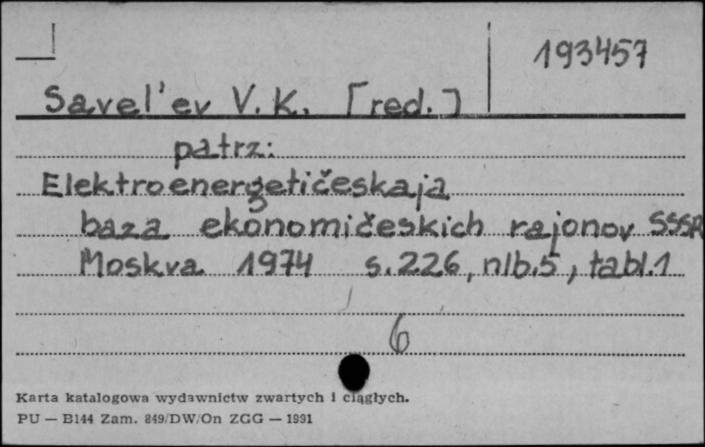 193457
Savel'ev V. K. [red.]
patrz:
Elektroenergetičeskaja
baza ekonomičeskich rajonov SSSR
Moskva 1974 s. 226, nlb. 5, tabl. 1
6
Karta katalogowa wydawnictw zwartych i ciągłych.
PU — B144 Zam. 849/DW/On ZGG — 1991